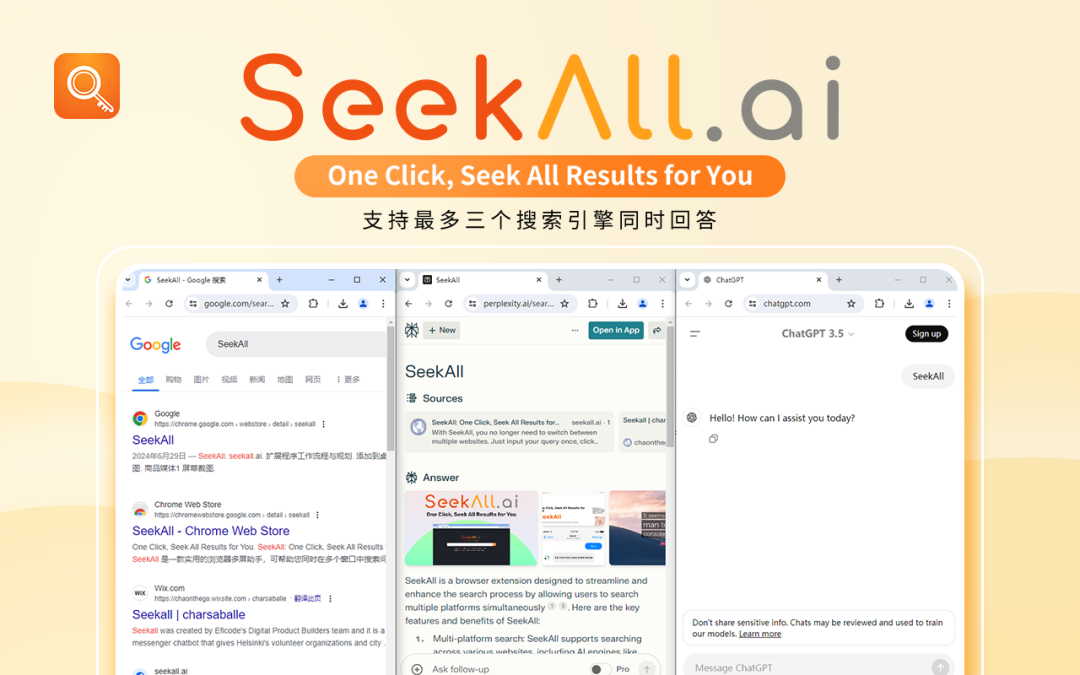 SeekAll.ai
One Click, Seek All Results for You
支持最多三个搜索引擎同时回答
SeekAll - Google 搜索
google.com/sear...
Google
SeekAll
全部 购物 图片 视频 新闻 地图 网页 更多
Google
https://chrome.google.com › webstore › detail › seekall
SeekAll
2024年6月29日 — SeekAll. seekall.ai. 扩展程序工作流程与规划. 添加到桌
图. 商品媒体1 屏幕截图.
Chrome Web Store
https://chromewebstore.google.com › detail › seekall
SeekAll - Chrome Web Store
One Click, Seek All Results for You. SeekAll: One Click, Seek All Results
SeekAll 是一款实用的浏览器多屏助手，可帮助您同时在多个窗口中搜索问
WIX
Wix.com
https://chaonthego.wixsite.com › charsaballe · 翻译此页
Seekall | charsaballe
Seekall was created by Eficode's Digital Product Builders team and it is a
messenger chatbot that gives Helsinki's volunteer organizations and city
seekall.ai
SeekAll
perplexity.ai/sear...
+ New
... Open in App
SeekAll
Sources
SeekAll: One Click, Seek All Results for...
With SeekAll, you no longer need to switch between
multiple websites. Just input your query once, click...
seekall.ai · 1
Seekall | char
chaonthe
Answer
SeekAll.ai
One Click, Seek All Results for You
SeekAll is a browser extension designed to streamline and
enhance the search process by allowing users to search
multiple platforms simultaneously 1 3. Here are the key
features and benefits of SeekAll:
1. Multi-platform search: SeekAll supports searching
across various websites, including AI engines like
Ask follow-up
Pro
ChatGPT
chatgpt.com
ChatGPT 3.5
Sign up
SeekAll
Hello! How can I assist you today?
Don't share sensitive info. Chats may be reviewed and used to train
our models. Learn more
Message ChatGPT